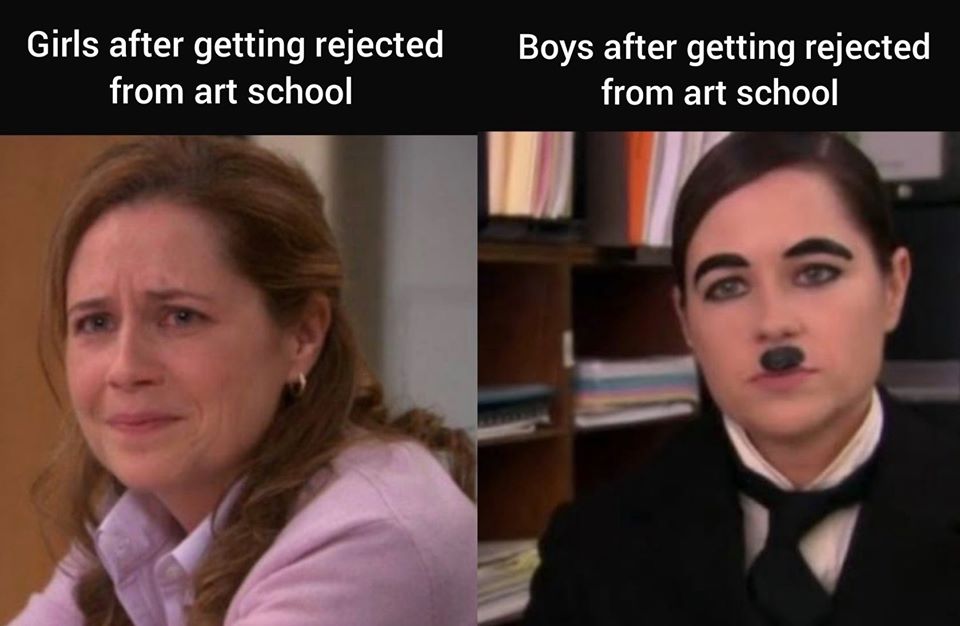 Girls after getting rejected
from art school
Boys after getting rejected
from art school